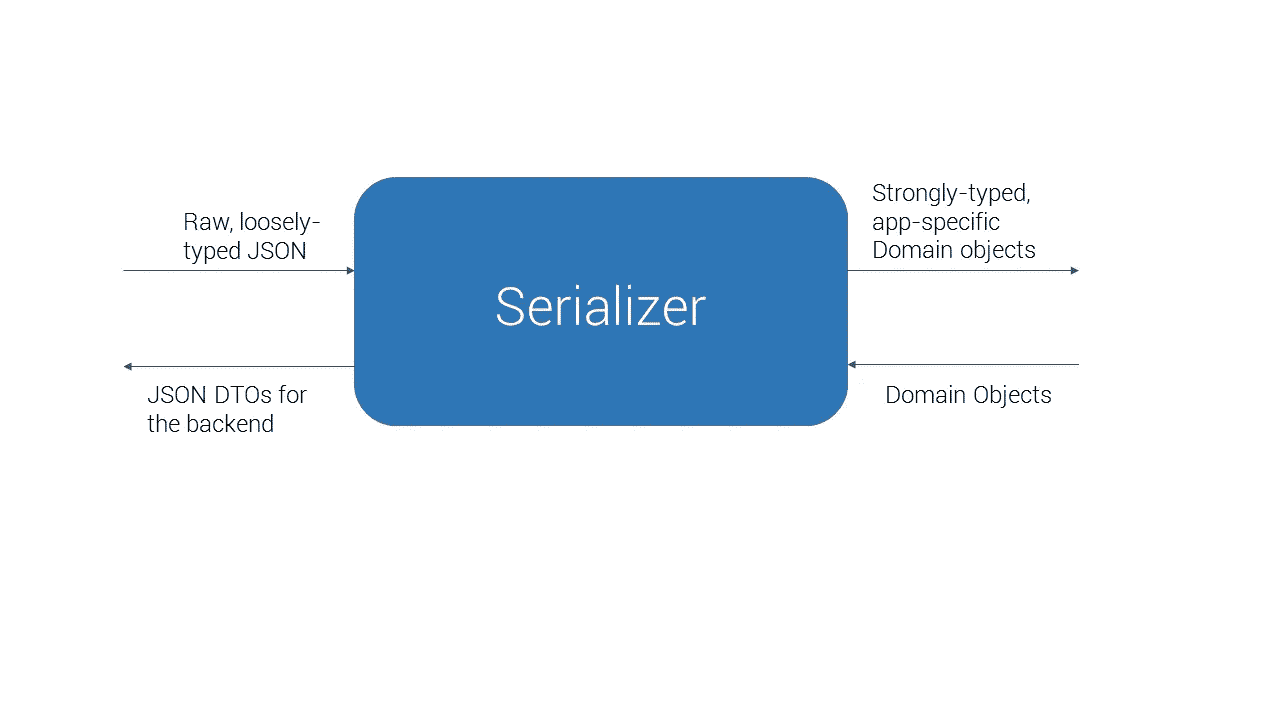 Raw, loosely-
typed JSON
Strongly-typed,
app-specific
Domain objects
Serializer
JSON DTOs for
the backend
Domain Objects